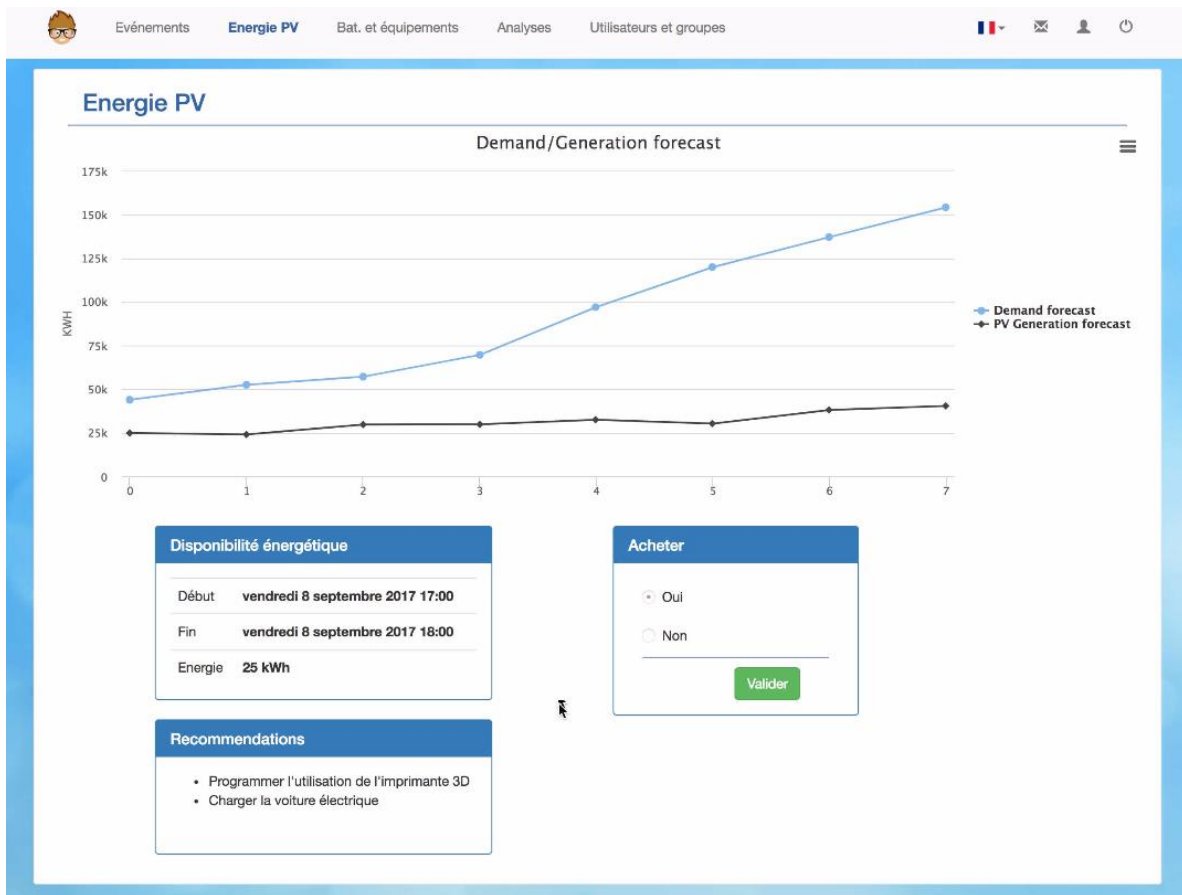 Evénements Energie PV Bat. et équipements Analyses Utilisateurs et groupes
Energie PV
Demand/Generation forecast
175k
150k
125k
100k
75k
50k
25k
0
KWH
0 1 2 3 4 5 6 7
Demand forecast
PV Generation forecast
Disponibilité énergétique
Début vendredi 8 septembre 2017 17:00
Fin vendredi 8 septembre 2017 18:00
Energie 25 kWh
Acheter
Oui
Non
Valider
Recommendations
• Programmer l'utilisation de l'imprimante 3D
• Charger la voiture électrique